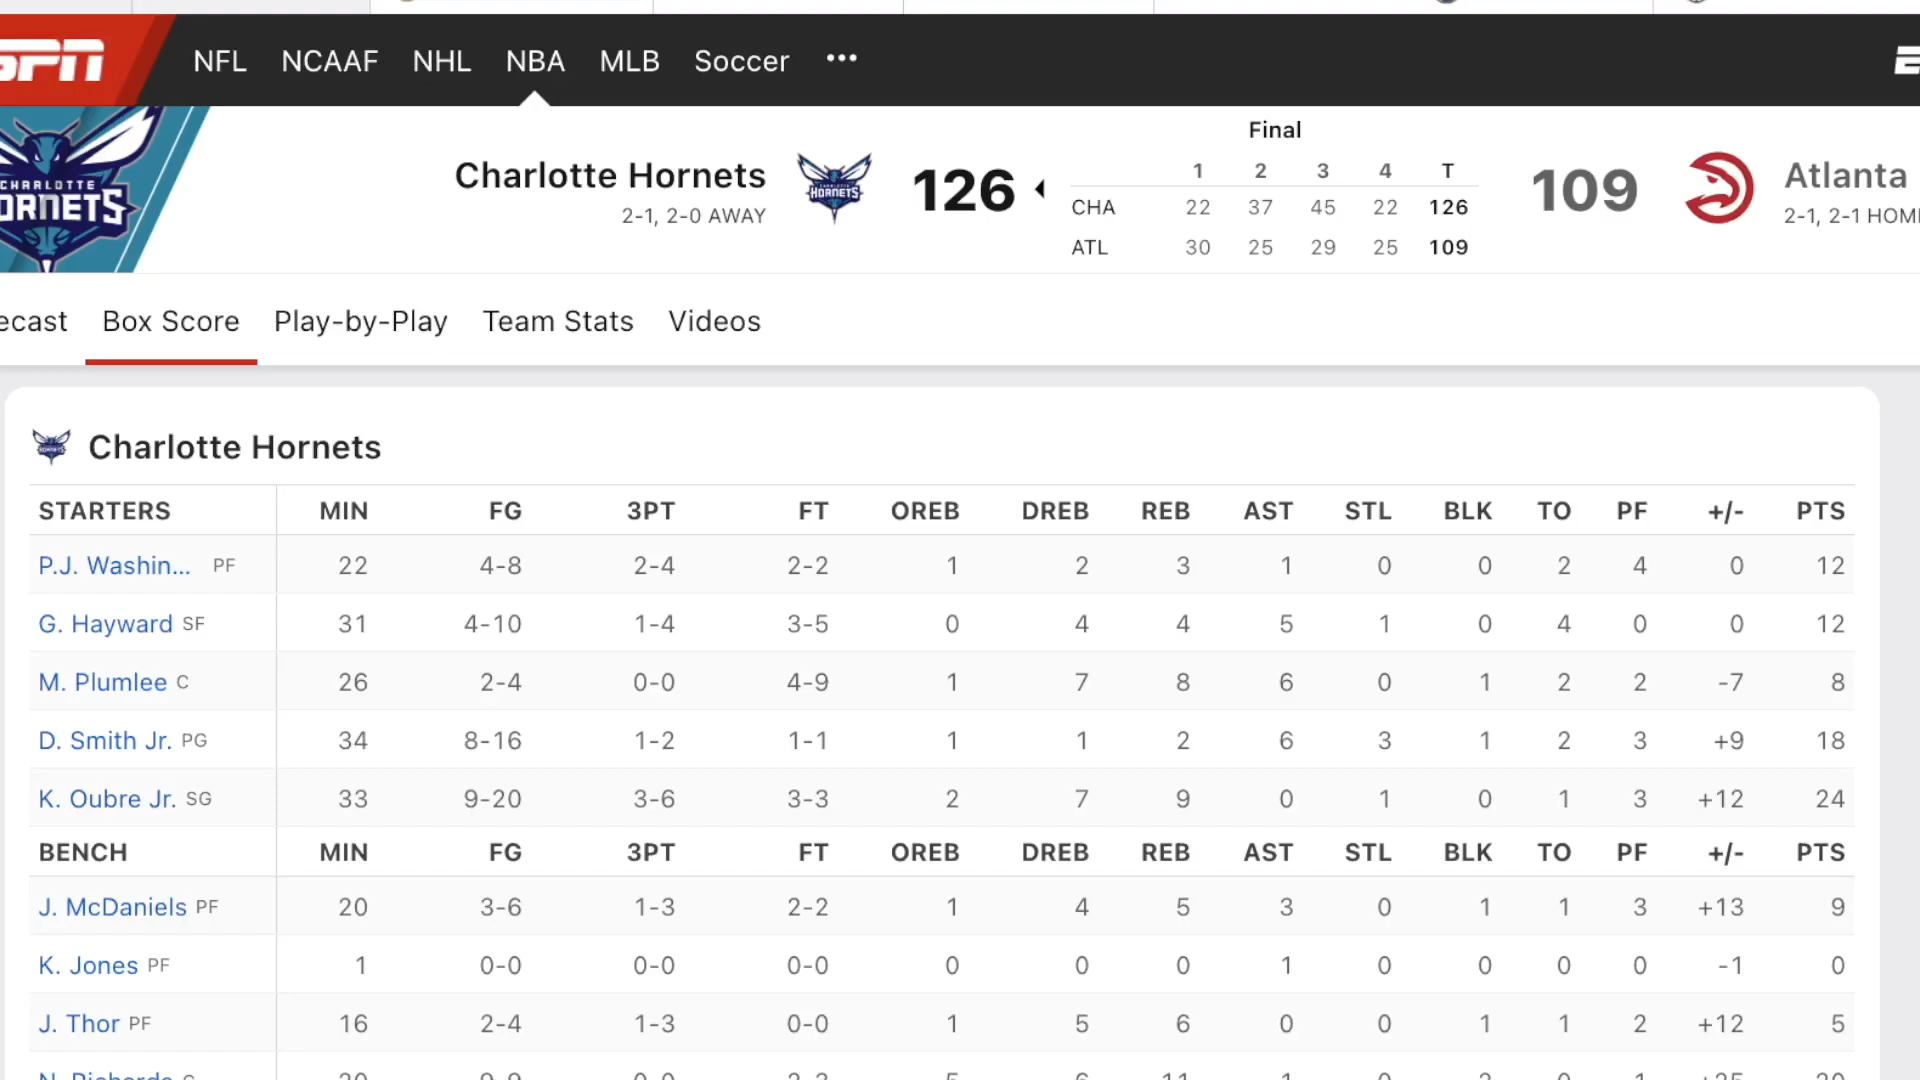 NFL NCAAF NHL NBA MLB Soccer •••
CHARLOTTE
HORNETS
Final
Charlotte Hornets
2-1, 2-0 AWAY
126
1 2 3 4 T
CHA 22 37 45 22 126
ATL 30 25 29 25 109
109
Atlanta
2-1, 2-1
ecast Box Score Play-by-Play Team Stats Videos
Charlotte Hornets
STARTERS MIN FG 3PT FT OREB DREB REB AST STL BLK TO PF +/- PTS
P.J. Washin... PF 22 4-8 2-4 2-2 1 2 3 1 0 0 2 4 0 12
G. Hayward SF 31 4-10 1-4 3-5 0 4 4 5 1 0 4 0 0 12
M. Plumlee C 26 2-4 0-0 4-9 1 7 8 6 0 1 2 2 -7 8
D. Smith Jr. PG 34 8-16 1-2 1-1 1 1 2 6 3 1 2 3 +9 18
K. Oubre Jr. SG 33 9-20 3-6 3-3 2 7 9 0 1 0 1 3 +12 24
BENCH MIN FG 3PT FT OREB DREB REB AST STL BLK TO PF +/- PTS
J. McDaniels PF 20 3-6 1-3 2-2 1 4 5 3 0 1 1 3 +13 9
K. Jones PF 1 0-0 0-0 0-0 0 0 0 1 0 0 0 0 -1 0
J. Thor PF 16 2-4 1-3 0-0 1 5 6 0 0 1 1 2 +12 5